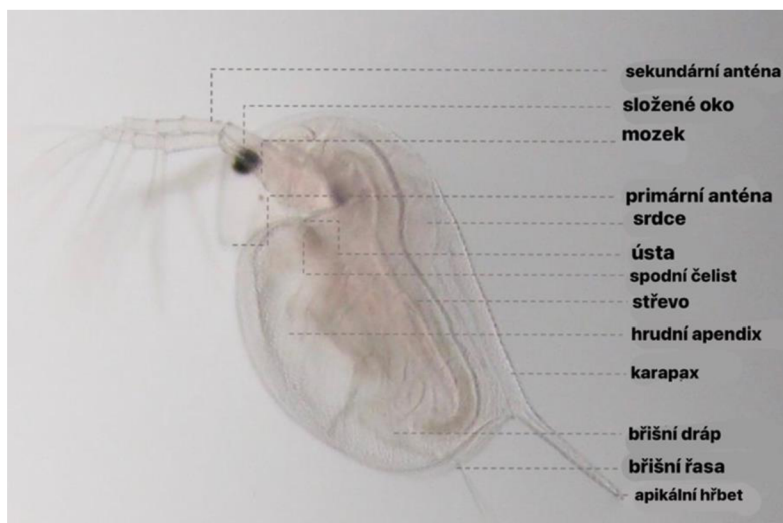 sekundární anténa
složené oko
mozek
primární anténa
srdce
ústa
spodní čelist
střevo
hrudní apendix
karapax
břišní dráp
břišní řasa
apikální hřbet